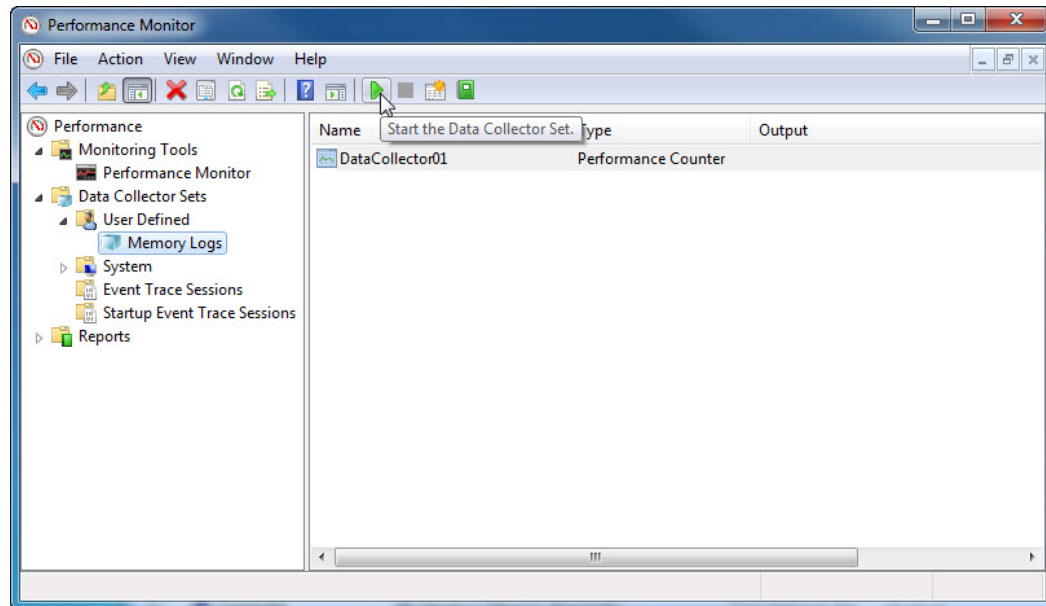 Performance Monitor
File Action View Window Help
Performance
Monitoring Tools
Performance Monitor
Data Collector Sets
User Defined
Memory Logs
System
Event Trace Sessions
Startup Event Trace Sessions
Reports
Name Type Output
Start the Data Collector Set.
DataCollector01 Performance Counter